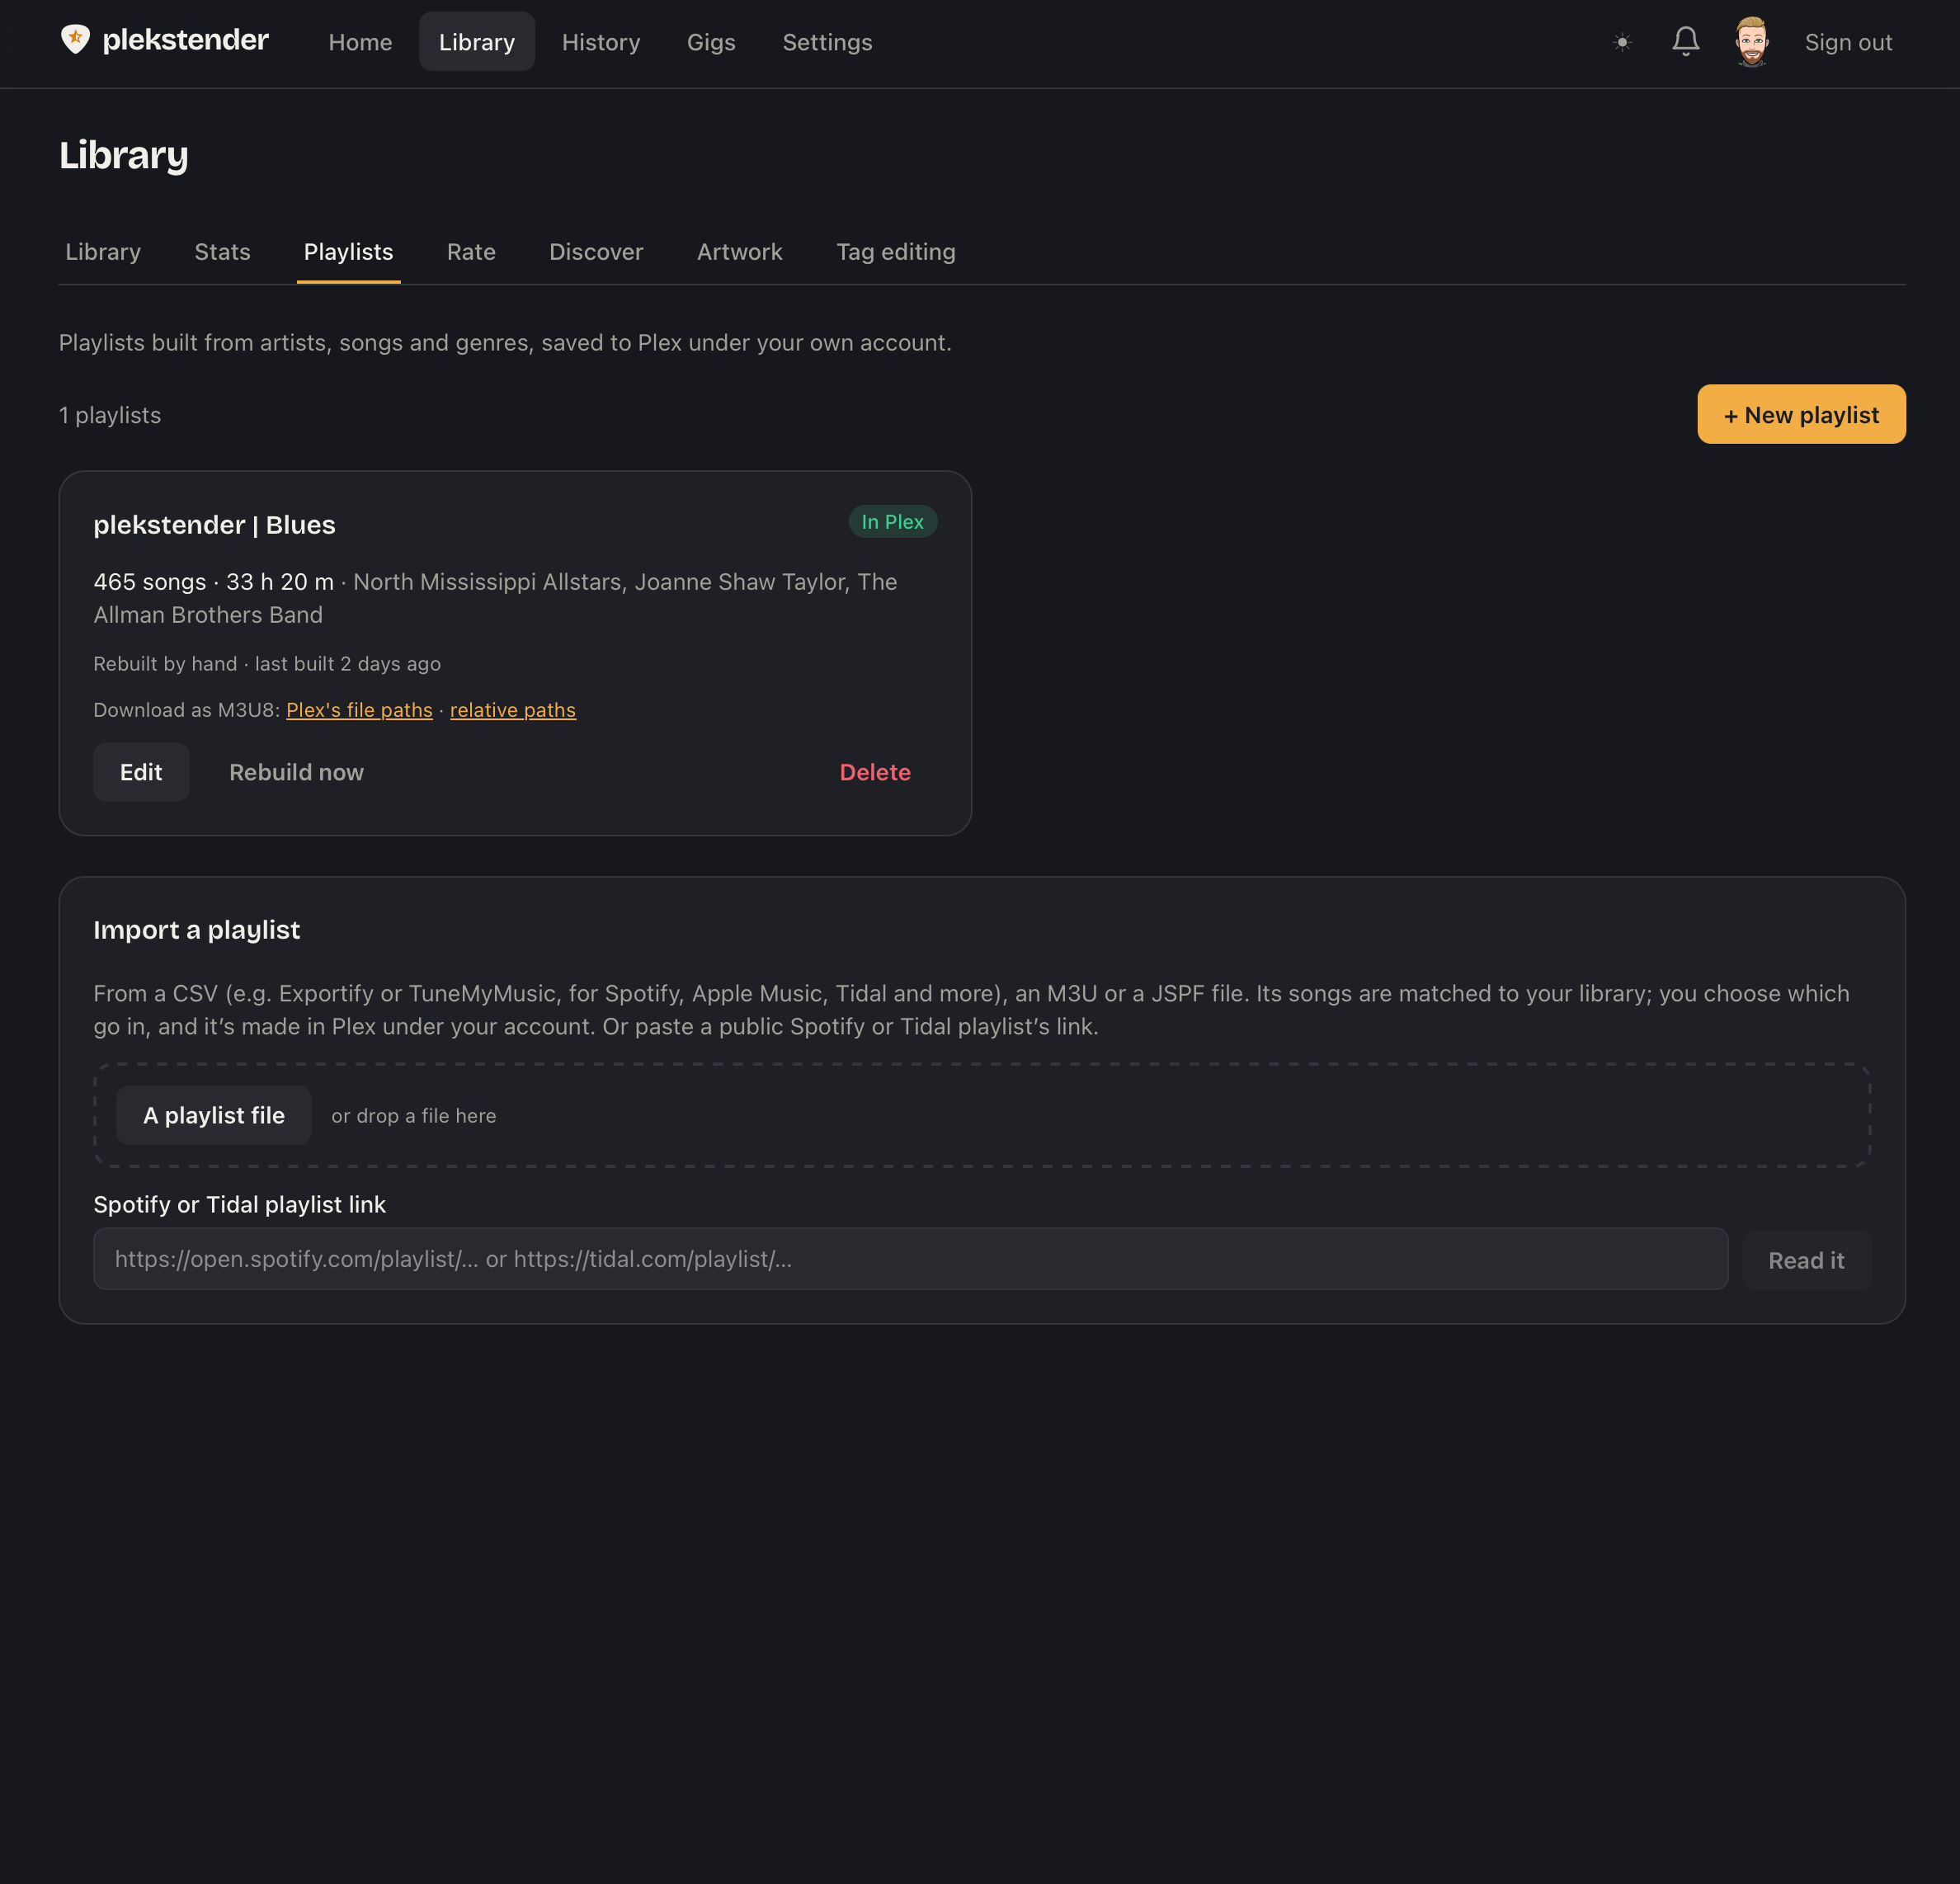 plekstender Home Library History Gigs Settings Sign out
Library
Library Stats Playlists Rate Discover Artwork Tag editing
Playlists built from artists, songs and genres, saved to Plex under your own account.
1 playlists
+ New playlist
plekstender | Blues
In Plex
465 songs · 33 h 20 m · North Mississippi Allstars, Joanne Shaw Taylor, The
Allman Brothers Band
Rebuilt by hand · last built 2 days ago
Download as M3U8: Plex's file paths · relative paths
Edit Rebuild now Delete
Import a playlist
From a CSV (e.g. Exportify or TuneMyMusic, for Spotify, Apple Music, Tidal and more), an M3U or a JSPF file. Its songs are matched to your library; you choose which
go in, and it’s made in Plex under your account. Or paste a public Spotify or Tidal playlist’s link.
A playlist file or drop a file here
Spotify or Tidal playlist link
https://open.spotify.com/playlist/... or https://tidal.com/playlist/... Read it